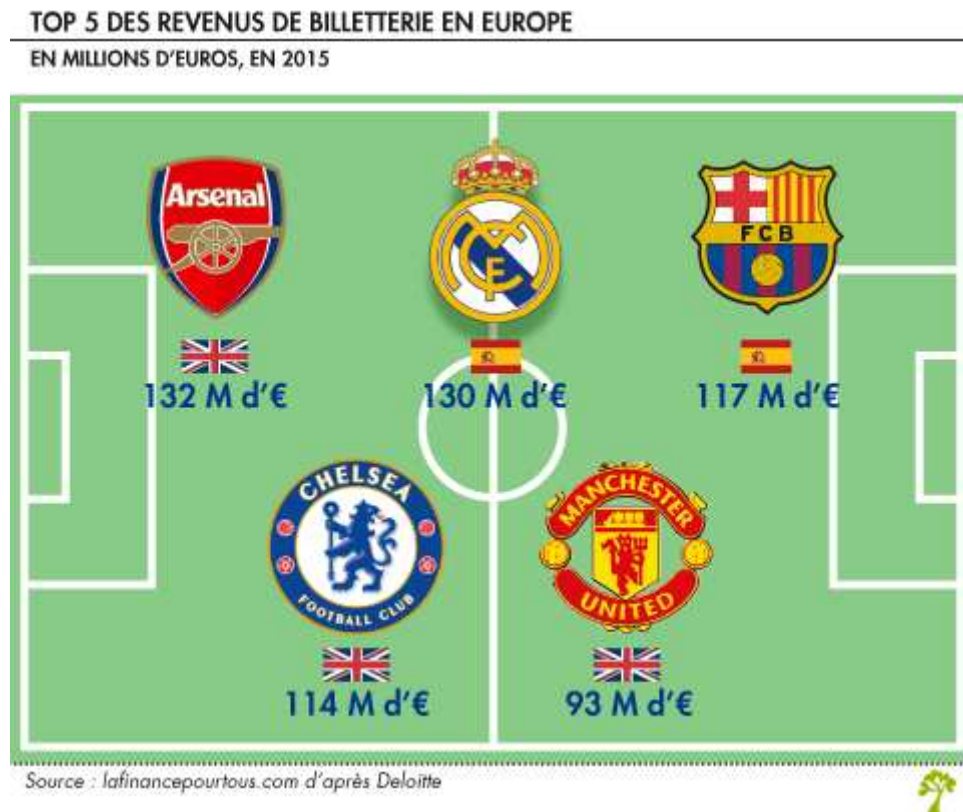 TOP 5 DES REVENUS DE BILLETTERIE EN EUROPE
EN MILLIONS D'EUROS, EN 2015
Arsenal
FCB
132 M d'€
130 M d'€
117 M d'€
CHELSEA
FOOTBALL CLUB
MANCHESTER
UNITED
114 M d'€
93 M d'€
Source : lafinancepourtous.com d'après Deloitte